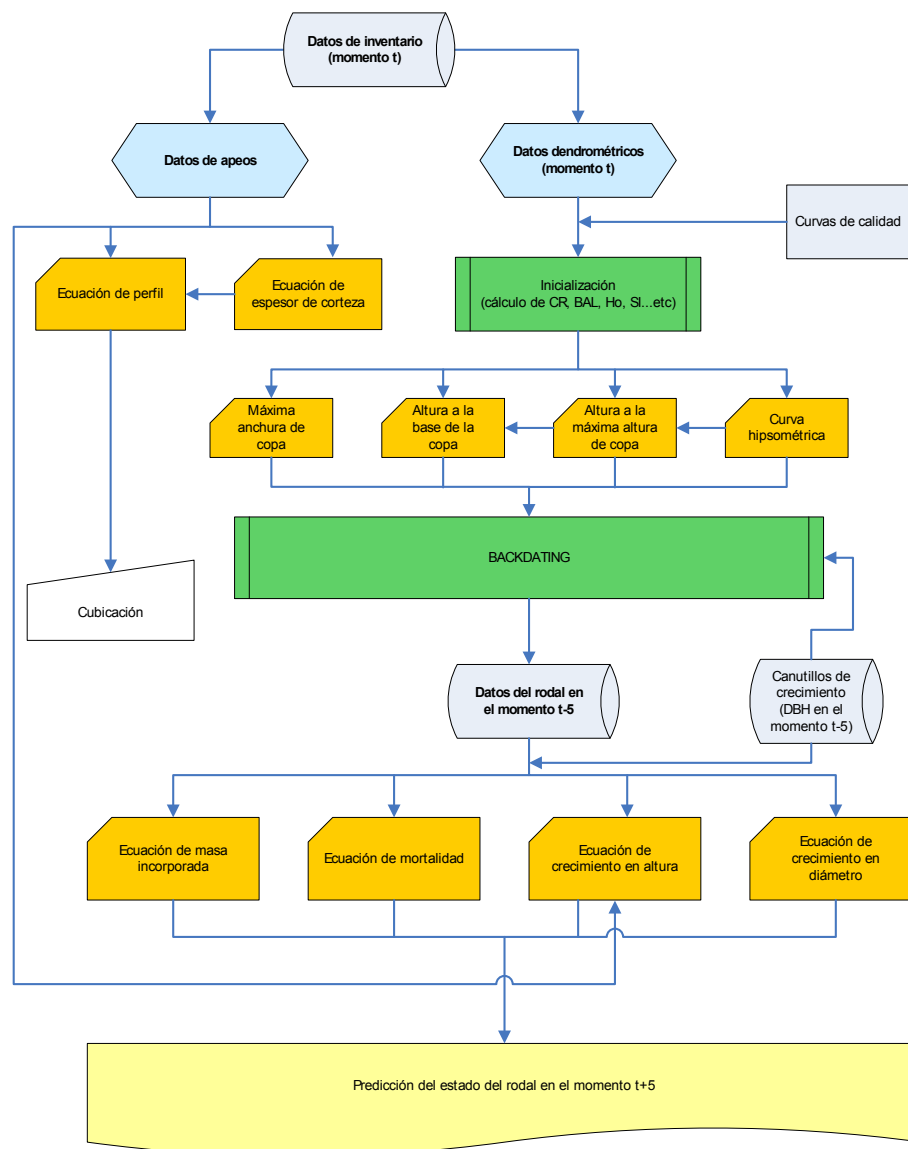 Datos de inventario
(momento t)
Datos de apeos
Datos dendrométricos
(momento t)
Curvas de calidad
Ecuación de perfil
Ecuación de
espesor de corteza
Inicialización
(cálculo de CR, BAL, Ho, SI...etc)
Máxima
anchura de
copa
Altura a la
base de la
copa
Altura a la
máxima altura
de copa
Curva
hipsométrica
BACKDATING
Cubicación
Datos del rodal en
el momento t-5
Canutillos de
crecimiento
(DBH en el
momento t-5)
Ecuación de masa
incorporada
Ecuación de mortalidad
Ecuación de
crecimiento en altura
Ecuación de
crecimiento en
diámetro
Predicción del estado del rodal en el momento t+5